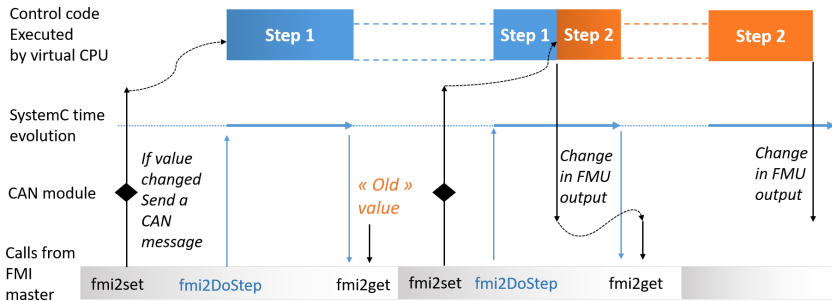 Control code
Executed
by virtual CPU
Step 1
Step 1
Step 2
Step 2
SystemC time
evolution
If value
changed
Send a
CAN
message
« Old »
value
Change
in FMU
output
Change
in FMU
output
CAN module
Calls from
FMI
master
fmi2set
fmi2DoStep
fmi2get
fmi2set
fmi2DoStep
fmi2get